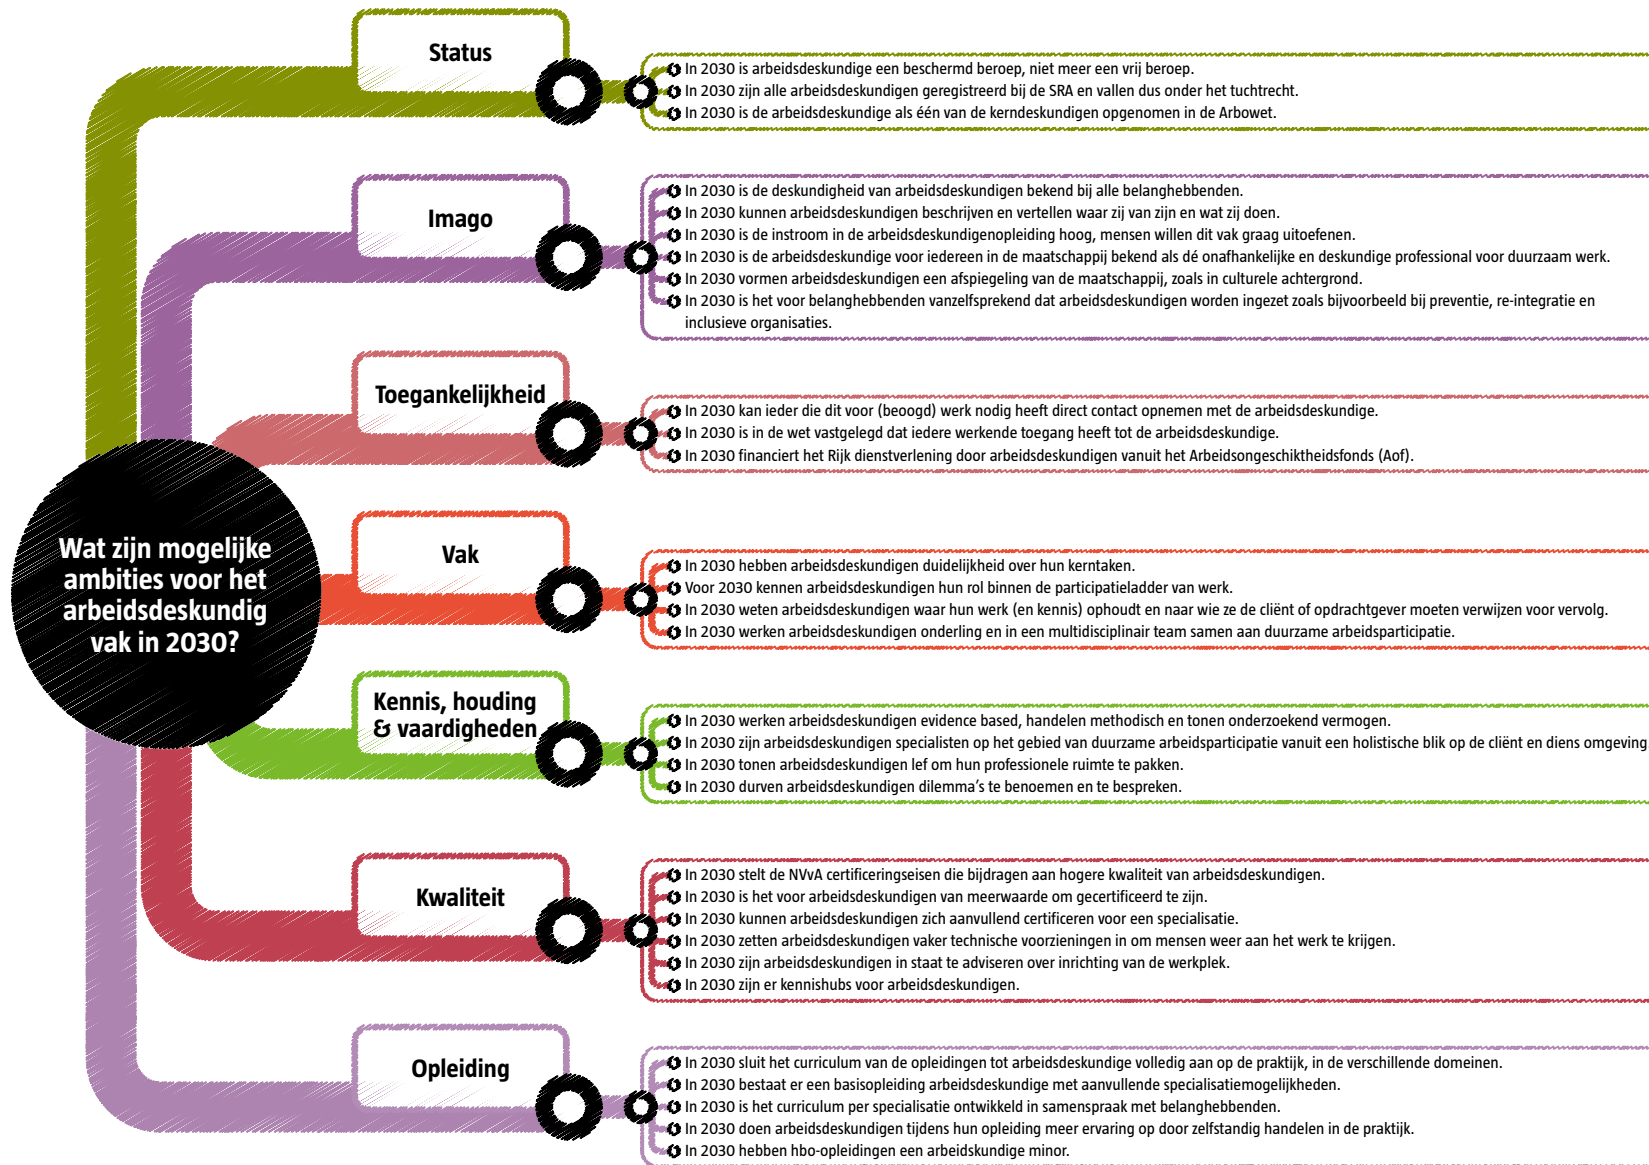 Wat zijn mogelijke
ambities voor het
arbeidsdeskundig
vak in 2030?
Status
In 2030 is arbeidsdeskundige een beschermd beroep, niet meer een vrij beroep.
In 2030 zijn alle arbeidsdeskundigen geregistreerd bij de SRA en vallen dus onder het tuchtrecht.
In 2030 is de arbeidsdeskundige als één van de kerndeskundigen opgenomen in de Arbowet.
Imago
In 2030 is de deskundigheid van arbeidsdeskundigen bekend bij alle belanghebbenden.
In 2030 kunnen arbeidsdeskundigen beschrijven en vertellen waar zij van zijn en wat zij doen.
In 2030 is de instroom in de arbeidsdeskundigenopleiding hoog, mensen willen dit vak graag uitoefenen.
In 2030 is de arbeidsdeskundige voor iedereen in de maatschappij bekend als dé onafhankelijke en deskundige professional voor duurzaam werk.
In 2030 vormen arbeidsdeskundigen een afspiegeling van de maatschappij, zoals in culturele achtergrond.
In 2030 is het voor belanghebbenden vanzelfsprekend dat arbeidsdeskundigen worden ingezet zoals bijvoorbeeld bij preventie, re-integratie en
inclusieve organisaties.
Toegankelijkheid
In 2030 kan ieder die dit voor (beoogd) werk nodig heeft direct contact opnemen met de arbeidsdeskundige.
In 2030 is in de wet vastgelegd dat iedere werkende toegang heeft tot de arbeidsdeskundige.
In 2030 financiert het Rijk dienstverlening door arbeidsdeskundigen vanuit het Arbeidsongeschiktheidsfonds (Aof).
Vak
In 2030 hebben arbeidsdeskundigen duidelijkheid over hun kerntaken.
Voor 2030 kennen arbeidsdeskundigen hun rol binnen de participatieladder van werk.
In 2030 weten arbeidsdeskundigen waar hun werk (en kennis) ophoudt en naar wie ze de cliënt of opdrachtgever moeten verwijzen voor vervolg.
In 2030 werken arbeidsdeskundigen onderling en in een multidisciplinair team samen aan duurzame arbeidsparticipatie.
Kennis, houding
& vaardigheden
In 2030 werken arbeidsdeskundigen evidence based, handelen methodisch en tonen onderzoekend vermogen.
In 2030 zijn arbeidsdeskundigen specialisten op het gebied van duurzame arbeidsparticipatie vanuit een holistische blik op de cliënt en diens omgeving.
In 2030 tonen arbeidsdeskundigen lef om hun professionele ruimte te pakken.
In 2030 durven arbeidsdeskundigen dilemma's te benoemen en te bespreken.
Kwaliteit
In 2030 stelt de NVvA certificeringseisen die bijdragen aan hogere kwaliteit van arbeidsdeskundigen.
In 2030 is het voor arbeidsdeskundigen van meerwaarde om gecertificeerd te zijn.
In 2030 kunnen arbeidsdeskundigen zich aanvullend certificeren voor een specialisatie.
In 2030 zetten arbeidsdeskundigen vaker technische voorzieningen in om mensen weer aan het werk te krijgen.
In 2030 zijn arbeidsdeskundigen in staat te adviseren over inrichting van de werkplek.
In 2030 zijn er kennishubs voor arbeidsdeskundigen.
Opleiding
In 2030 sluit het curriculum van de opleidingen tot arbeidsdeskundige volledig aan op de praktijk, in de verschillende domeinen.
In 2030 bestaat er een basisopleiding arbeidsdeskundige met aanvullende specialisatiemogelijkheden.
In 2030 is het curriculum per specialisatie ontwikkeld in samenspraak met belanghebbenden.
In 2030 doen arbeidsdeskundigen tijdens hun opleiding meer ervaring op door zelfstandig handelen in de praktijk.
In 2030 hebben hbo-opleidingen een arbeidskundige minor.